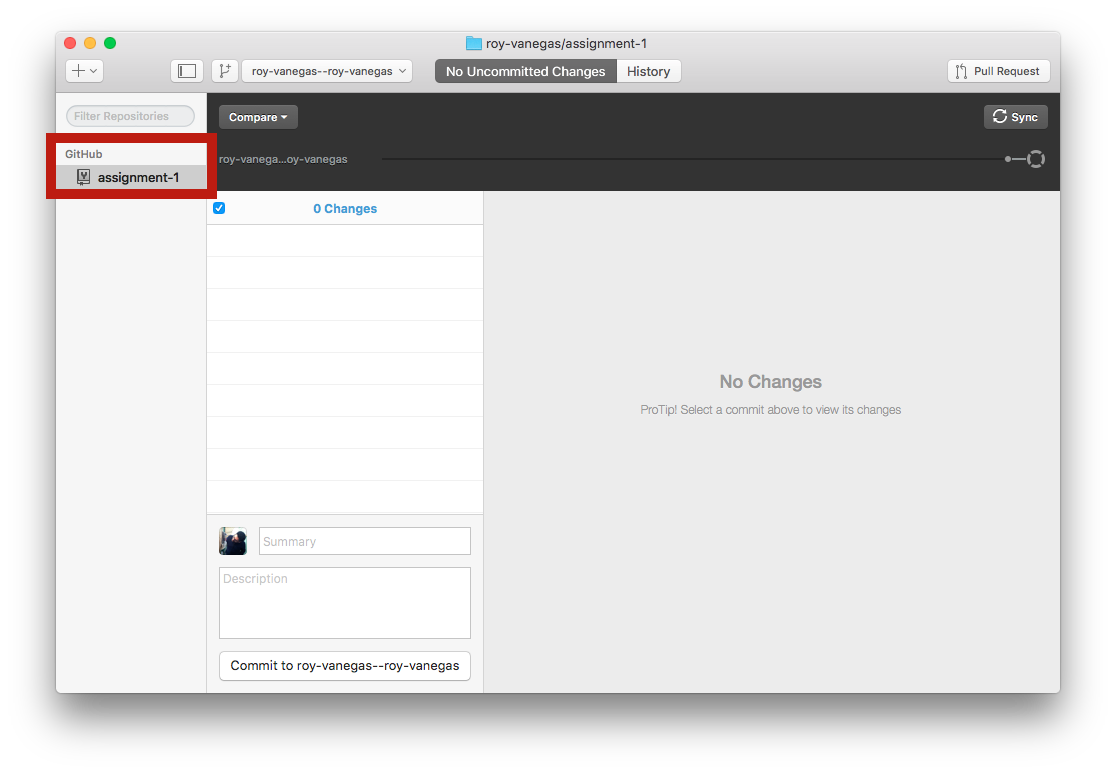 roy-vanegas/assignment-1
roy-vanegas--roy-vanegas
No Uncommitted Changes
History
Pull Request
Filter Repositories
Compare
Sync
GitHub
assignment-1
roy-vanega...oy-vanegas
0 Changes
No Changes
ProTip! Select a commit above to view its changes
Summary
Description
Commit to roy-vanegas--roy-vanegas